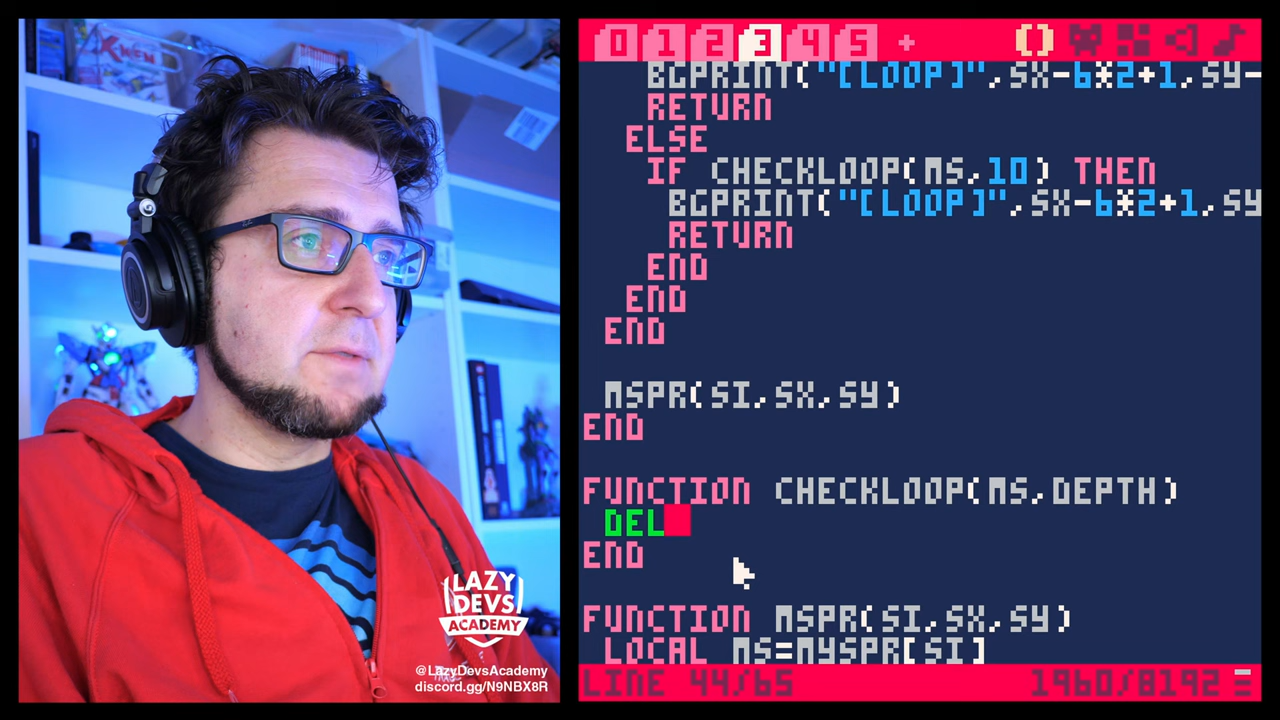 X-MEN
LAZY
DEVS
ACADEMY
@LazyDevsAcademy
discord.gg/N9NBX8R
0 1 2 3 4 5 +
BGPRINT("[LOOP]",SX-6*2+1,SY-
RETURN
ELSE
IF CHECKLOOP(MS,10) THEN
BGPRINT("[LOOP]",SX-6*2+1,SY
RETURN
END
END
END
MSPR(SI,SX,SY)
END
FUNCTION CHECKLOOP(MS,DEPTH)
DEL
END
FUNCTION MSPR(SI,SX,SY)
LOCAL MS=MYSPR[SI]
LINE 44/65
1960/8192